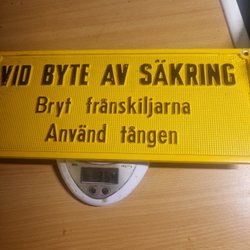 VID BYTE AV SÄKRING
Bryt frånskiljarna
Använd tången